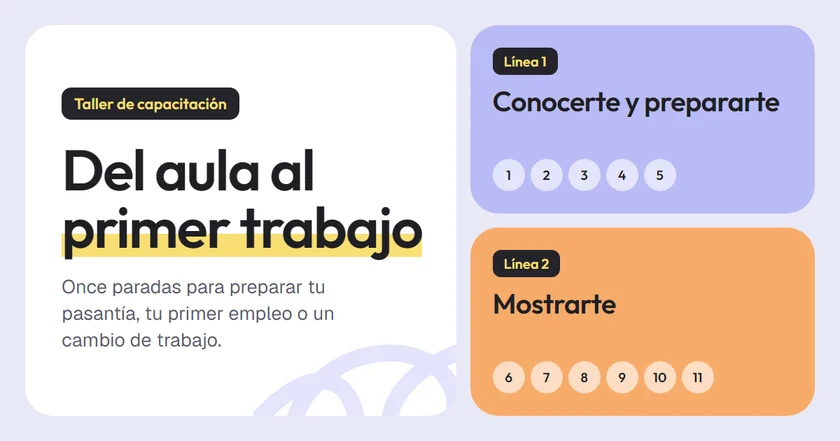 Taller de capacitación
Del aula al
primer trabajo
Once paradas para preparar tu
pasantía, tu primer empleo o un
cambio de trabajo.
Línea 1
Conocerte y prepararte
1 2 3 4 5
Línea 2
Mostrarte
6 7 8 9 10 11